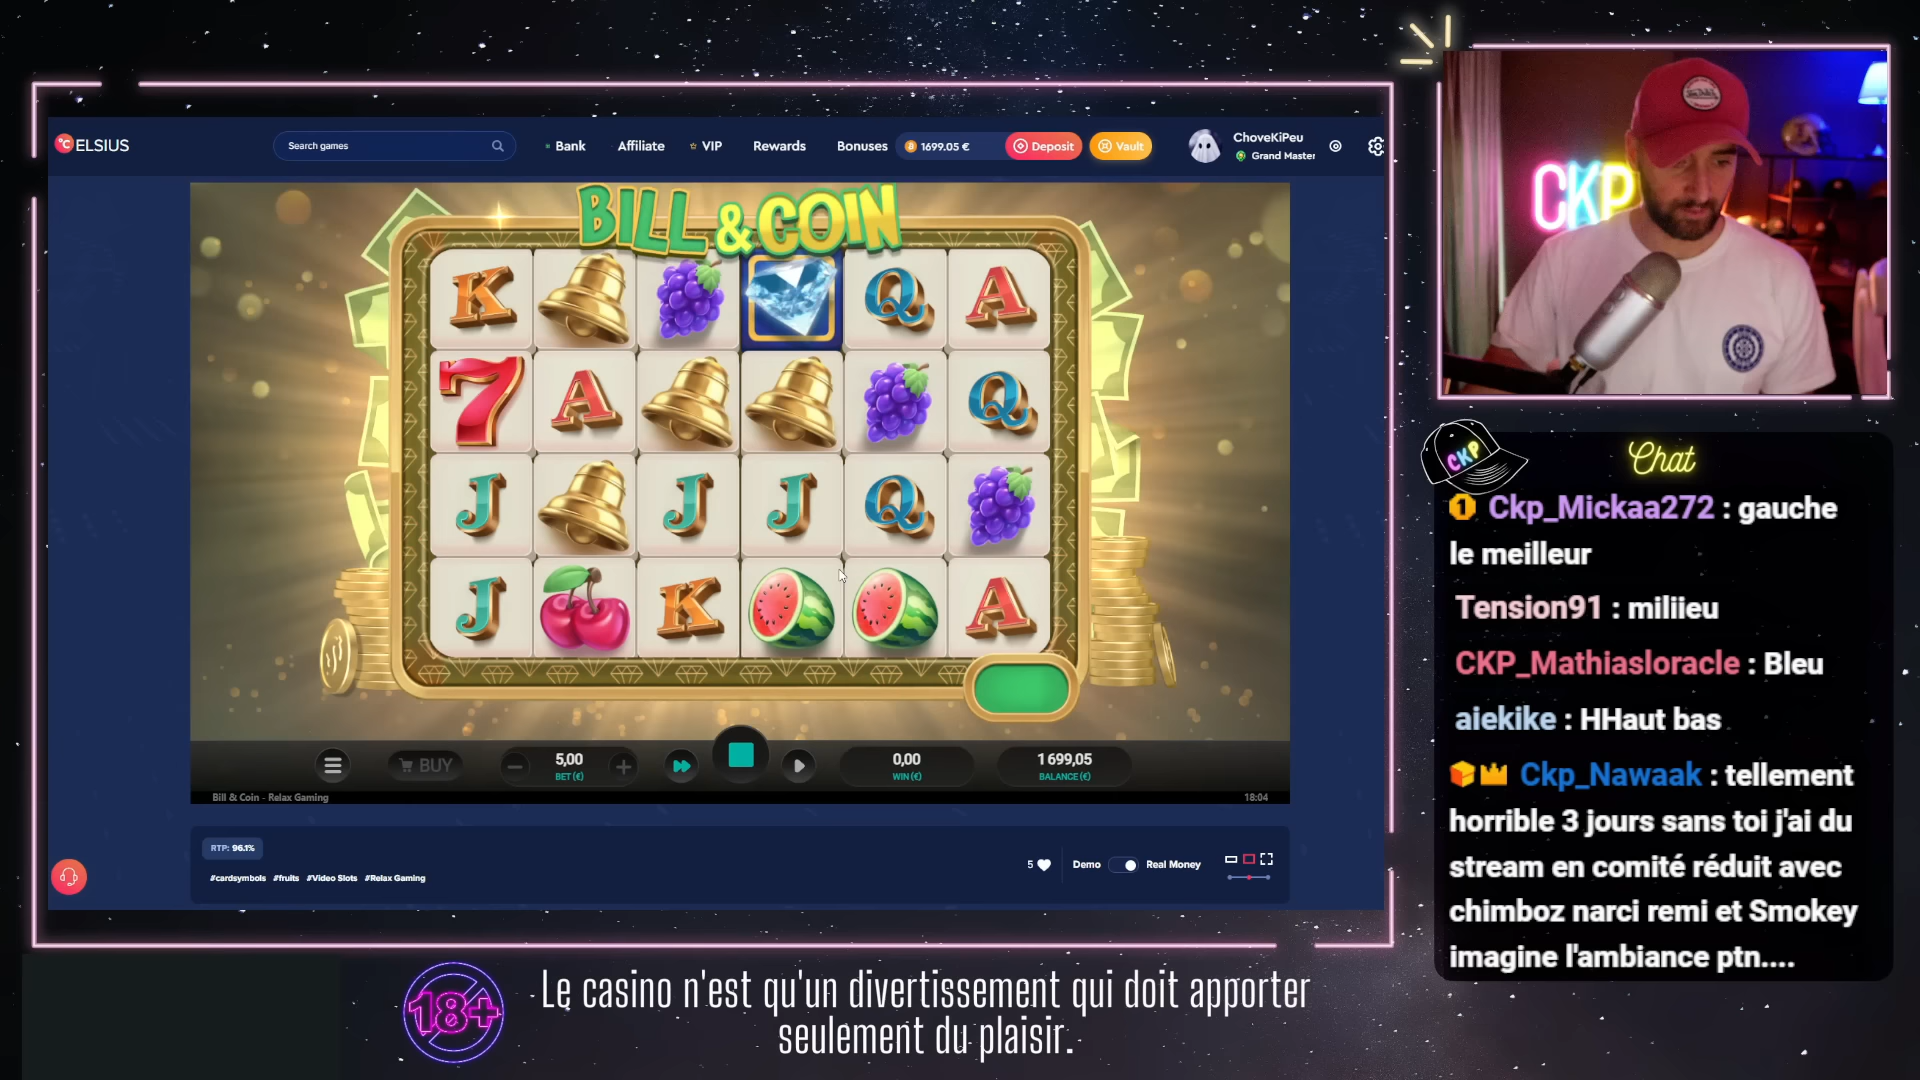 °CELSIUS
Search games
Bank
Affiliate
VIP
Rewards
Bonuses
1699.05 €
Deposit
Vault
ChoveKiPeu
Grand Master
BILL & COIN
K Q A
7 A Q
J J J Q
J K A
BUY
5,00
BET (€)
0,00
WIN (€)
1 699,05
BALANCE (€)
Bill & Coin - Relax Gaming
18:04
RTP: 96.1%
#cardsymbols #fruits #Video Slots #Relax Gaming
5
Demo
Real Money
18+
Le casino n'est qu'un divertissement qui doit apporter
seulement du plaisir.
CKP
CKP
Chat
1 Ckp_Mickaa272 : gauche
le meilleur
Tension91 : miliieu
CKP_Mathiasloracle : Bleu
aiekike : HHaut bas
Ckp_Nawaak : tellement
horrible 3 jours sans toi j'ai du
stream en comité réduit avec
chimboz narci remi et Smokey
imagine l'ambiance ptn....